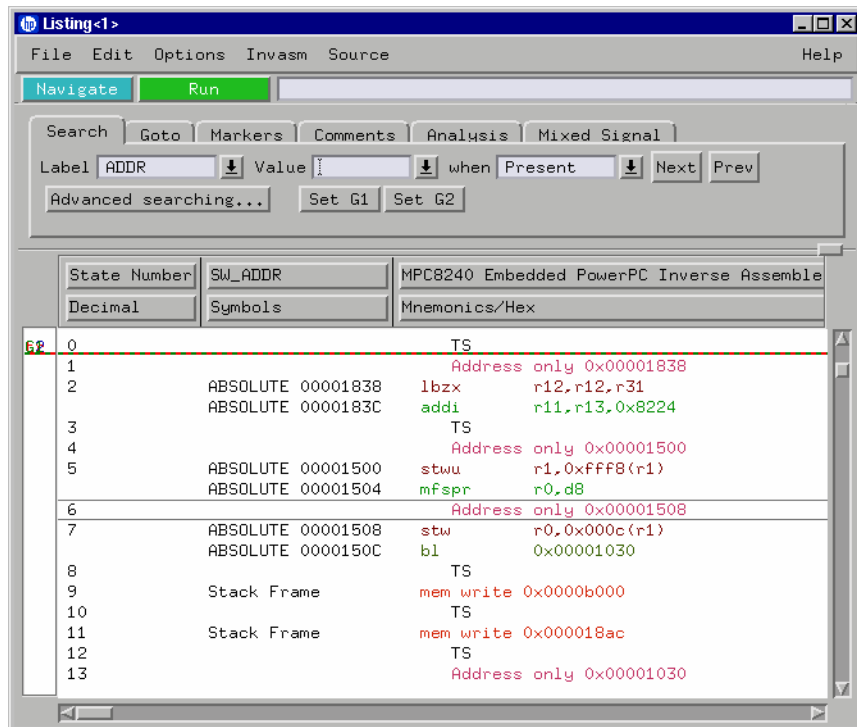 hp Listing<1>
File Edit Options Invasm Source Help
Navigate Run
Search Goto Markers Comments Analysis Mixed Signal
Label ADDR Value when Present Next Prev
Advanced searching... Set G1 Set G2
State Number SW_ADDR MPC8240 Embedded PowerPC Inverse Assemble
Decimal Symbols Mnemonics/Hex
0 TS
1 Address only 0x00001838
2 ABSOLUTE 00001838 lbzx r12,r12,r31
ABSOLUTE 0000183C addi r11,r13,0x8224
3 TS
4 Address only 0x00001500
5 ABSOLUTE 00001500 stwu r1,0xfff8(r1)
ABSOLUTE 00001504 mfspr r0,d8
6 Address only 0x00001508
7 ABSOLUTE 00001508 stw r0,0x000c(r1)
ABSOLUTE 0000150C bl 0x00001030
8 TS
9 Stack Frame mem write 0x0000b000
10 TS
11 Stack Frame mem write 0x000018ac
12 TS
13 Address only 0x00001030